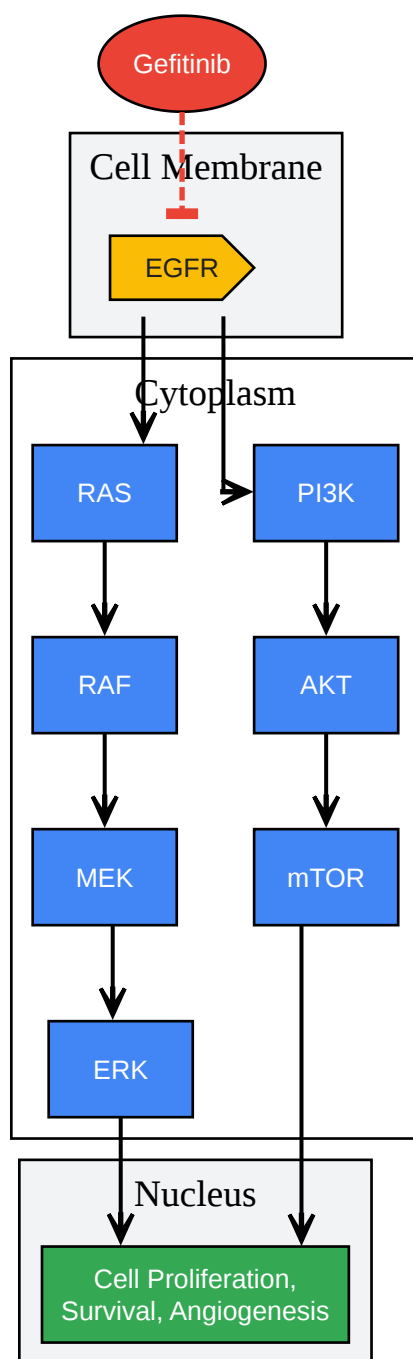 Gefitinib
Cell Membrane
EGFR
Cytoplasm
RAS
PI3K
RAF
AKT
MEK
mTOR
ERK
Nucleus
Cell Proliferation,
Survival, Angiogenesis